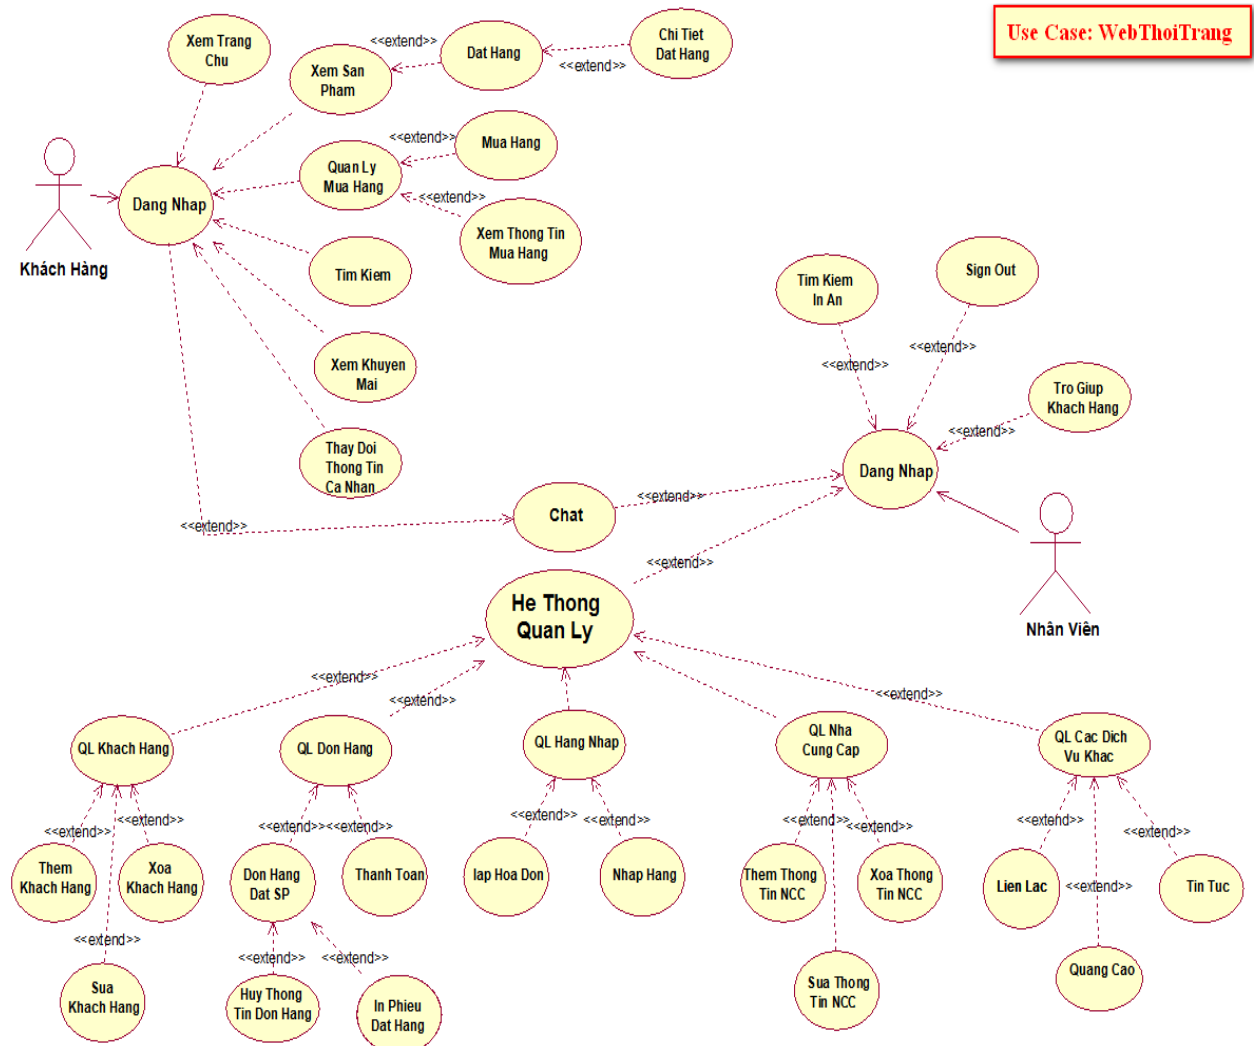 Use Case: WebThoiTrang
Xem Trang
Chu
<<extend>>
Dat Hang
Chi Tiet
Dat Hang
<<extend>>
Xem San
Pham
<<extend>>
Mua Hang
Quan Ly
Mua Hang
<<extend>>
Dang Nhap
Xem Thong Tin
Mua Hang
Khách Hàng
Tim Kiem
Tim Kiem
In An
Sign Out
<<extend>>
<<extend>>
Xem Khuyen
Mai
Tro Giup
Khach Hang
<<extend>>
Thay Doi
Thong Tin
Ca Nhan
Dang Nhap
<<extend>>
<<extend>>
Chat
<<extend>>
He Thong
Quan Ly
Nhân Viên
<<extend>>
<<extend>>
<<extend>>
QL Khach Hang
QL Don Hang
QL Hang Nhap
QL Nha
Cung Cap
QL Cac Dich
Vu Khac
<<extend>>
<<extend>>
<<extend>>
<<extend>>
<<extend>>
<<extend>>
<<extend>>
<<extend>>
<<extend>>
<<extend>>
Them
Khach Hang
Xoa
Khach Hang
Don Hang
Dat SP
Thanh Toan
lap Hoa Don
Nhap Hang
Them Thong
Tin NCC
Xoa Thong
Tin NCC
Lien Lac
<<extend>>
Tin Tuc
<<extend>>
<<extend>>
<<extend>>
Sua
Khach Hang
Huy Thong
Tin Don Hang
In Phieu
Dat Hang
Sua Thong
Tin NCC
Quang Cao